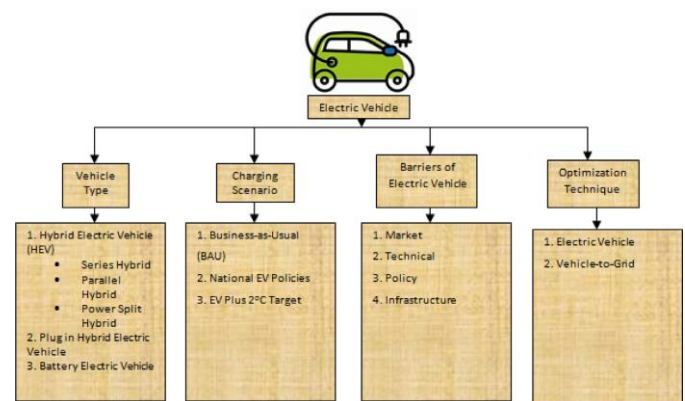 Electric Vehicle
Vehicle
Type
Charging
Scenario
Barriers of
Electric Vehicle
Optimization
Technique
1. Hybrid Electric Vehicle
(HEV)
• Series Hybrid
• Parallel
Hybrid
• Power Split
Hybrid
2. Plug in Hybrid Electric
Vehicle
3. Battery Electric Vehicle
1. Business-as-Usual
(BAU)
2. National EV Policies
3. EV Plus 2°C Target
1. Market
2. Technical
3. Policy
4. Infrastructure
1. Electric Vehicle
2. Vehicle-to-Grid